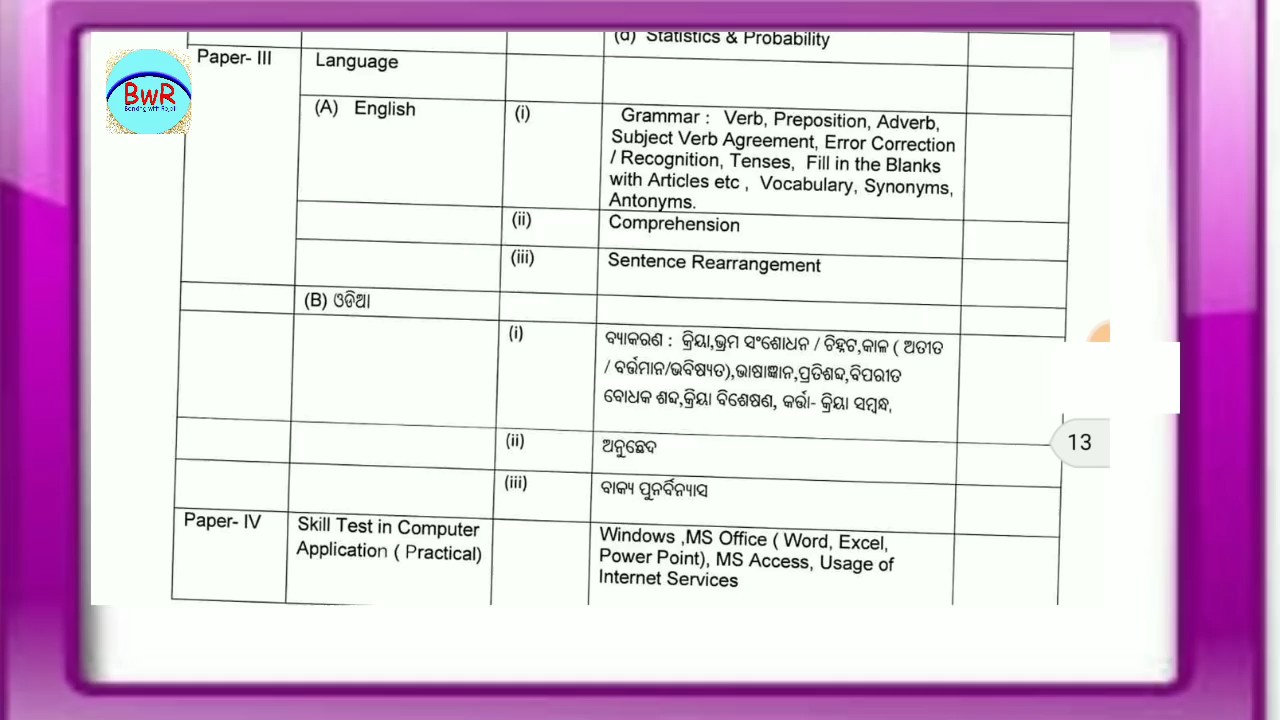 (d) Statistics & Probability
Paper- III
Language
BwR
Banking with Rajat
(A) English
(i)
Grammar : Verb, Preposition, Adverb,
Subject Verb Agreement, Error Correction
/ Recognition, Tenses, Fill in the Blanks
with Articles etc , Vocabulary, Synonyms,
Antonyms.
(ii)
Comprehension
(iii)
Sentence Rearrangement
(B) ଓଡିଆ
(i)
ବ୍ୟାକରଣ : କ୍ରିୟା,ଭ୍ରମ ସଂଶୋଧନ / ଚିହ୍ନଟ,କାଳ ( ଅତୀତ
/ ବର୍ତ୍ତମାନ/ଭବିଷ୍ୟତ),ଭାଷାଜ୍ଞାନ,ପ୍ରତିଶବ୍ଦ,ବିପରୀତ
ବୋଧକ ଶବ୍ଦ,କ୍ରିୟା ବିଶେଷଣ, କର୍ତ୍ତା- କ୍ରିୟା ସମ୍ବନ୍ଧ,
13
(ii)
ଅନୁଚ୍ଛେଦ
(iii)
ବାକ୍ୟ ପୁନର୍ବିନ୍ୟାସ
Paper- IV
Skill Test in Computer
Application ( Practical)
Windows ,MS Office ( Word, Excel,
Power Point), MS Access, Usage of
Internet Services